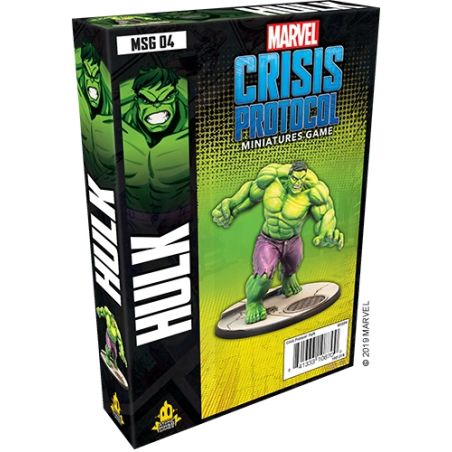 MSG 04
HULK
HULK
MARVEL
CRISIS
PROTOCOL
MINIATURES GAME
© 2019 MARVEL